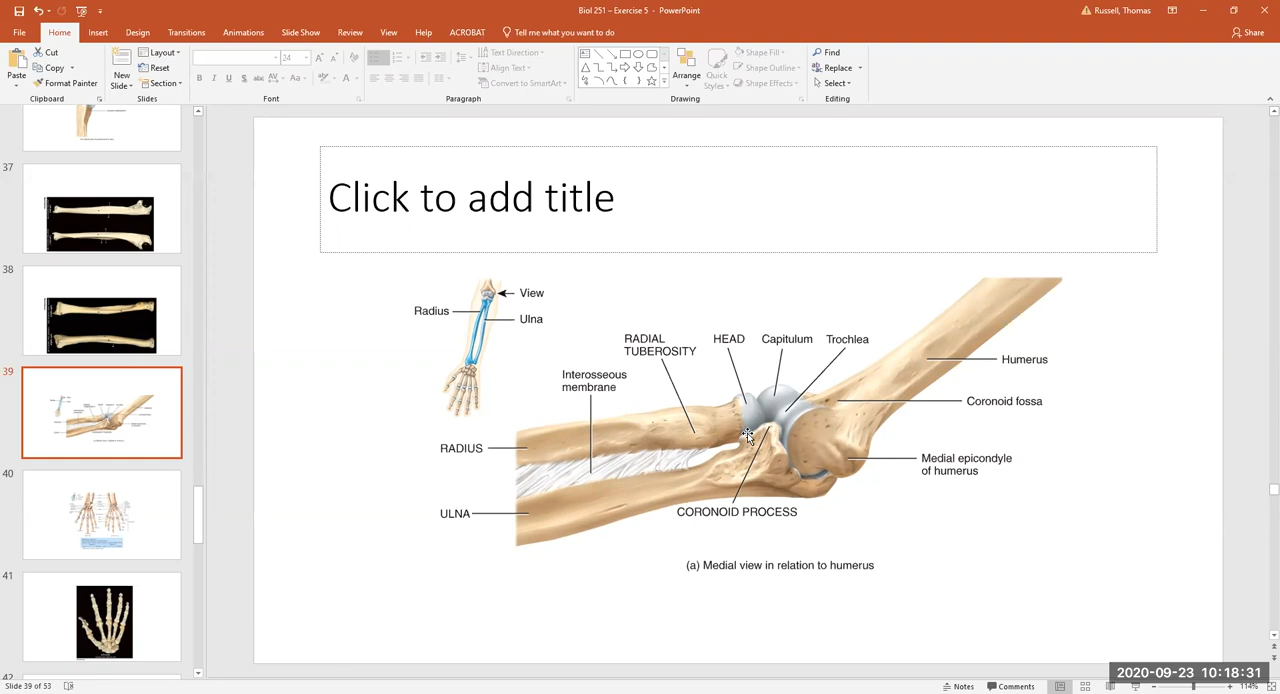 Biol 251 – Exercise 5 - PowerPoint
Russell, Thomas
File Home Insert Design Transitions Animations Slide Show Review View Help ACROBAT Tell me what you want to do
Share
Paste
Cut
Copy
Format Painter
Clipboard
New
Slide
Layout
Reset
Section
Slides
24
Font
Text Direction
Align Text
Convert to SmartArt
Paragraph
Arrange
Quick
Styles
Shape Fill
Shape Outline
Shape Effects
Drawing
Find
Replace
Select
Editing
37
38
39
40
41
42
Click to add title
View
Radius
Ulna
RADIAL
TUBEROSITY
HEAD
Capitulum
Trochlea
Interosseous
membrane
Humerus
Coronoid fossa
RADIUS
Medial epicondyle
of humerus
ULNA
CORONOID PROCESS
(a) Medial view in relation to humerus
2020-09-23 10:18:31
Slide 39 of 53
Notes
Comments
114%